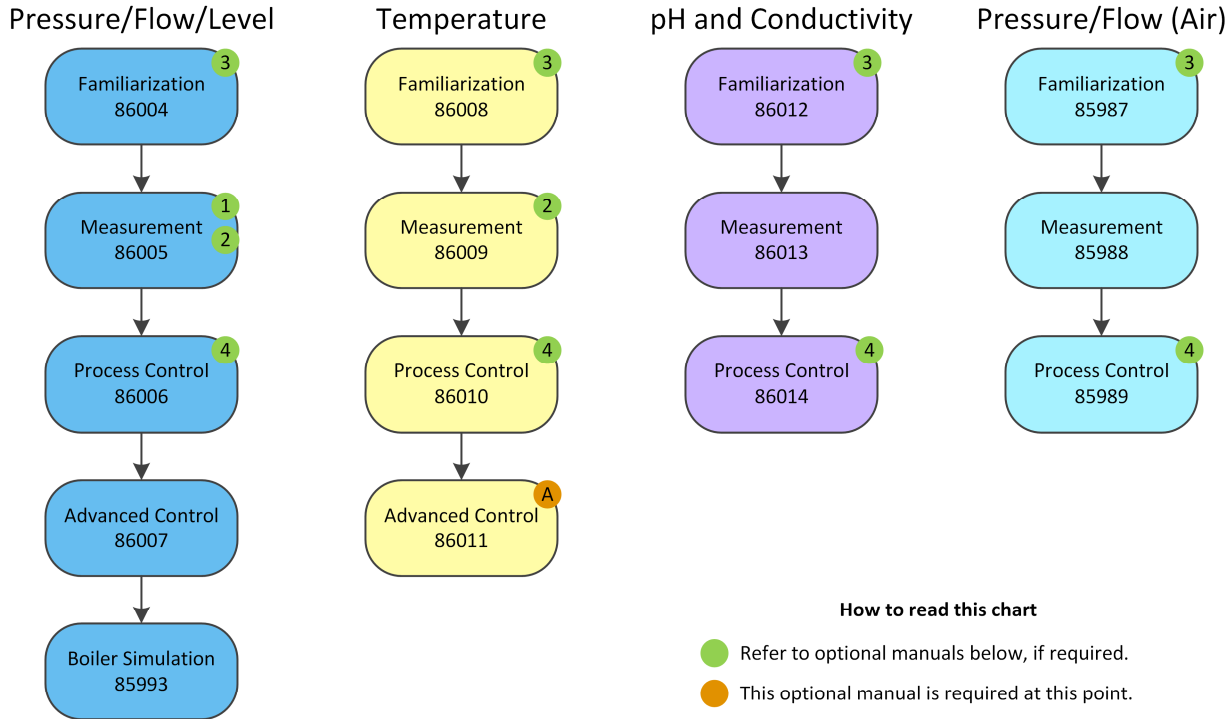 Pressure/Flow/Level
Temperature
pH and Conductivity
Pressure/Flow (Air)
3
Familiarization
86004
3
Familiarization
86008
3
Familiarization
86012
3
Familiarization
85987
1
Measurement
2
86005
2
Measurement
86009
Measurement
86013
Measurement
85988
4
Process Control
86006
4
Process Control
86010
4
Process Control
86014
4
Process Control
85989
Advanced Control
86007
A
Advanced Control
86011
Boiler Simulation
85993
How to read this chart
Refer to optional manuals below, if required.
This optional manual is required at this point.